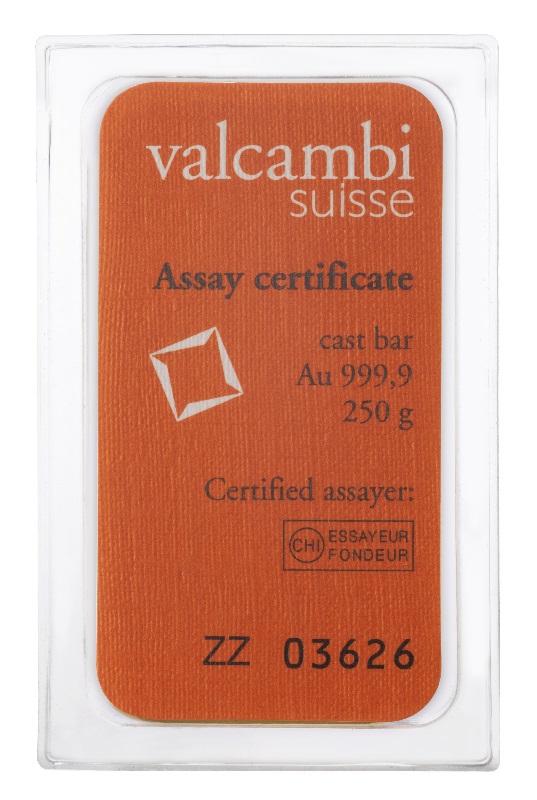 valcambi
suisse
Assay certificate
cast bar
Au 999,9
250 g
Certified assayer:
CHI ESSAYEUR
FONDEUR
ZZ 03626